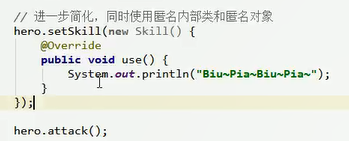 // 进一步简化，同时使用匿名内部类和匿名对象
hero.setSkill(new Skill() {
    @Override
    public void use() {
        System.out.println("Biu~Pia~Biu~Pia~");
    }
});
hero.attack();